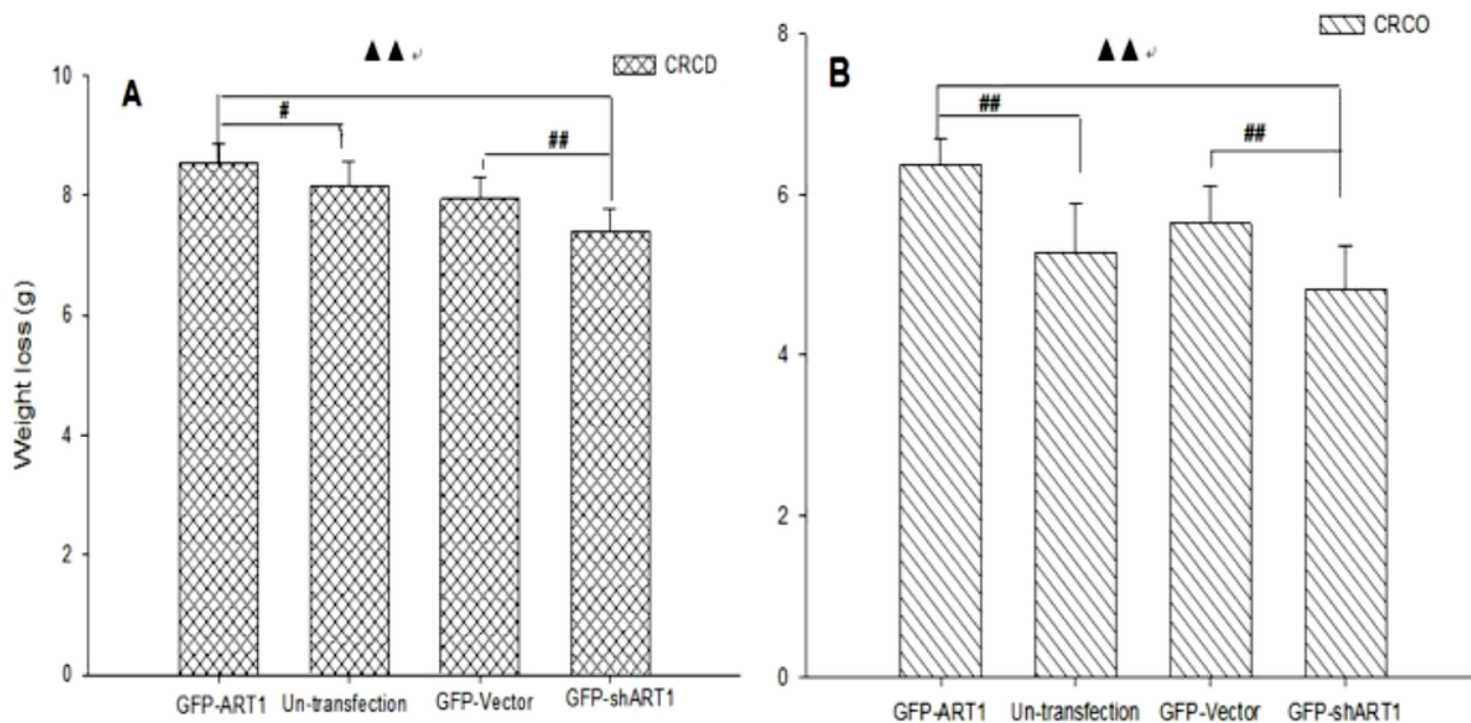 ▲▲
CRCD
A
10
#
##
8
6
4
2
0
Weight loss (g)
GFP-ART1 Un-transfection GFP-Vector GFP-shART1
▲▲
CRCO
B
8
##
##
6
4
2
0
GFP-ART1 Un-transfection GFP-Vector GFP-shART1